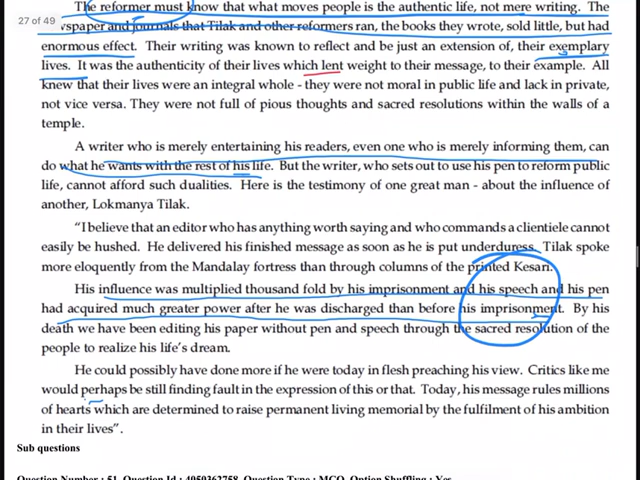 The reformer must know that what moves people is the authentic life, not mere writing. The
27 of 49
wspaper and journals that Tilak and other reformers ran, the books they wrote, sold little, but had
enormous effect. Their writing was known to reflect and be just an extension of, their exemplary
lives. It was the authenticity of their lives which lent weight to their message, to their example. All
knew that their lives were an integral whole - they were not moral in public life and lack in private,
not vice versa. They were not full of pious thoughts and sacred resolutions within the walls of a
temple.
A writer who is merely entertaining his readers, even one who is merely informing them, can
do what he wants with the rest of his life. But the writer, who sets out to use his pen to reform public
life, cannot afford such dualities. Here is the testimony of one great man - about the influence of
another, Lokmanya Tilak.
“I believe that an editor who has anything worth saying and who commands a clientiele cannot
easily be hushed. He delivered his finished message as soon as he is put underduress. Tilak spoke
more eloquently from the Mandalay fortress than through columns of the printed Kesan.
His influence was multiplied thousand fold by his imprisonment and his speech and his pen
had acquired much greater power after he was discharged than before his imprisonment. By his
death we have been editing his paper without pen and speech through the sacred resolution of the
people to realize his life’s dream.
He could possibly have done more if he were today in flesh preaching his view. Critics like me
would perhaps be still finding fault in the expression of this or that. Today, his message rules millions
of hearts which are determined to raise permanent living memorial by the fulfilment of his ambition
in their lives”.
Sub questions
Question Number : 51 Question Id : 4050362758 Question Type : MCQ Option Shuffling : Yes